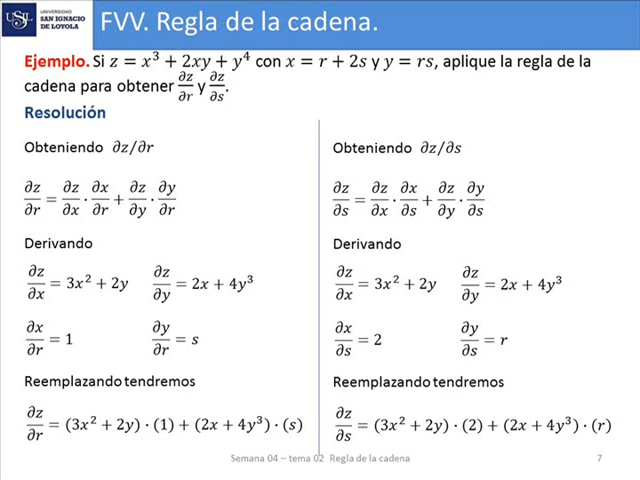 UNIVERSIDAD
SAN IGNACIO
DE LOYOLA
USIL
FVV. Regla de la cadena.
Ejemplo. Si z = x³ + 2xy + y⁴ con x = r + 2s y y = rs, aplique la regla de la
cadena para obtener ∂z/∂r y ∂z/∂s.
Resolución
Obteniendo ∂z/∂r
∂z/∂r = ∂z/∂x · ∂x/∂r + ∂z/∂y · ∂y/∂r
Derivando
∂z/∂x = 3x² + 2y ∂z/∂y = 2x + 4y³
∂x/∂r = 1 ∂y/∂r = s
Reemplazando tendremos
∂z/∂r = (3x² + 2y) · (1) + (2x + 4y³) · (s)
Obteniendo ∂z/∂s
∂z/∂s = ∂z/∂x · ∂x/∂s + ∂z/∂y · ∂y/∂s
Derivando
∂z/∂x = 3x² + 2y ∂z/∂y = 2x + 4y³
∂x/∂s = 2 ∂y/∂s = r
Reemplazando tendremos
∂z/∂s = (3x² + 2y) · (2) + (2x + 4y³) · (r)
Semana 04 – tema 02 Regla de la cadena
7